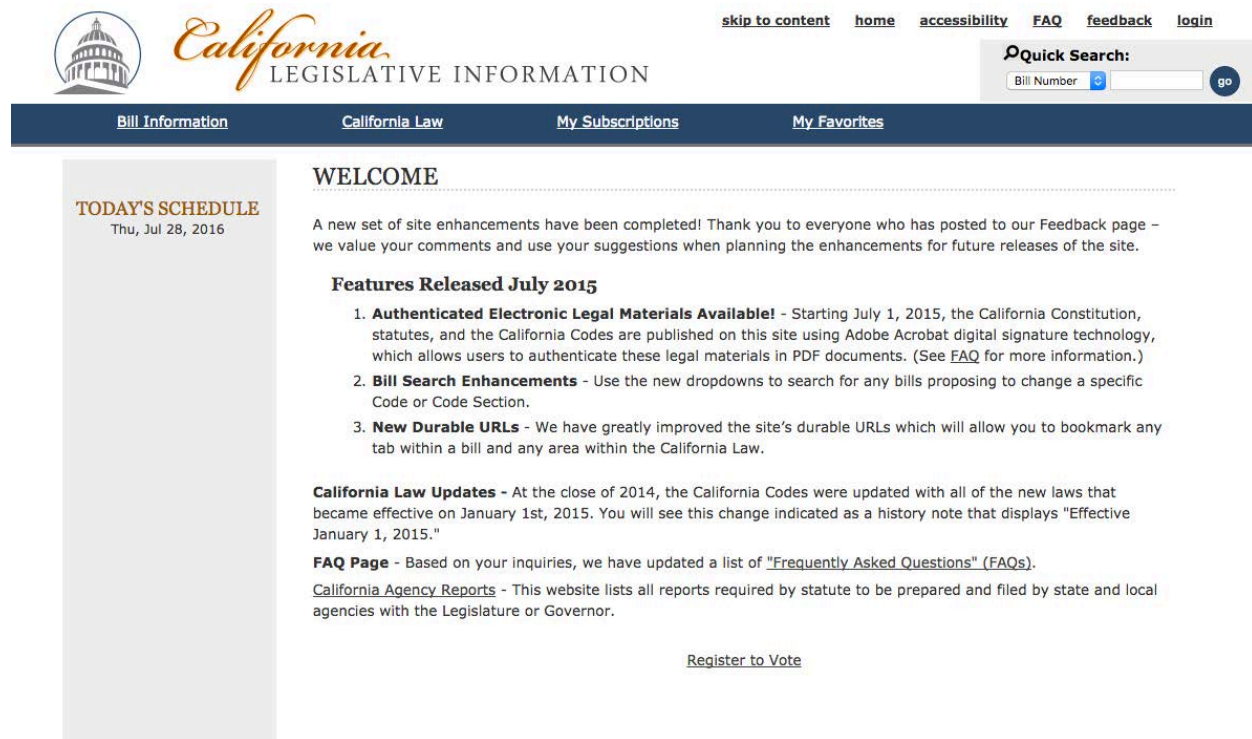 skip to content home accessibility FAQ feedback login
California
LEGISLATIVE INFORMATION
Quick Search:
Bill Number go
Bill Information California Law My Subscriptions My Favorites
TODAY'S SCHEDULE
Thu, Jul 28, 2016
WELCOME
A new set of site enhancements have been completed! Thank you to everyone who has posted to our Feedback page –
we value your comments and use your suggestions when planning the enhancements for future releases of the site.
Features Released July 2015
1. Authenticated Electronic Legal Materials Available! - Starting July 1, 2015, the California Constitution,
statutes, and the California Codes are published on this site using Adobe Acrobat digital signature technology,
which allows users to authenticate these legal materials in PDF documents. (See FAQ for more information.)
2. Bill Search Enhancements - Use the new dropdowns to search for any bills proposing to change a specific
Code or Code Section.
3. New Durable URLs - We have greatly improved the site’s durable URLs which will allow you to bookmark any
tab within a bill and any area within the California Law.
California Law Updates - At the close of 2014, the California Codes were updated with all of the new laws that
became effective on January 1st, 2015. You will see this change indicated as a history note that displays "Effective
January 1, 2015."
FAQ Page - Based on your inquiries, we have updated a list of "Frequently Asked Questions" (FAQs).
California Agency Reports - This website lists all reports required by statute to be prepared and filed by state and local
agencies with the Legislature or Governor.
Register to Vote